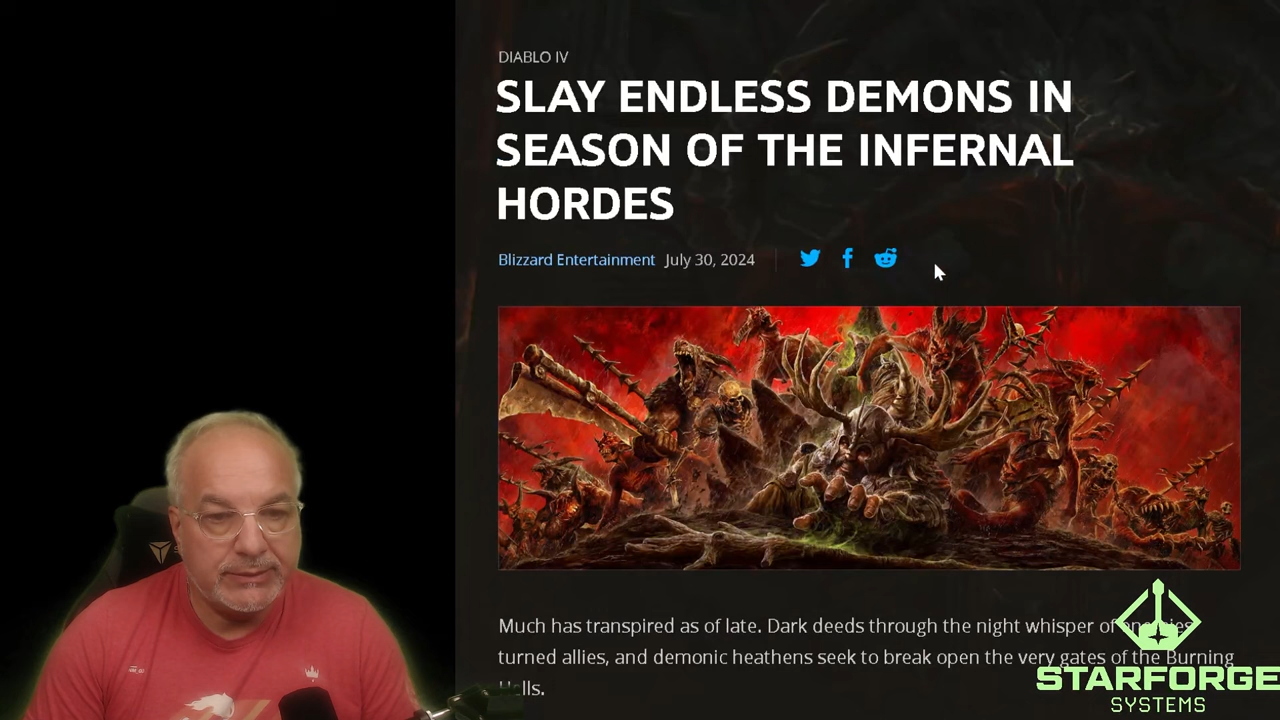 DIABLO IV
SLAY ENDLESS DEMONS IN
SEASON OF THE INFERNAL
HORDES
Blizzard Entertainment July 30, 2024
Much has transpired as of late. Dark deeds through the night whisper of enemies
turned allies, and demonic heathens seek to break open the very gates of the Burning
Hells.
STARFORGE
SYSTEMS